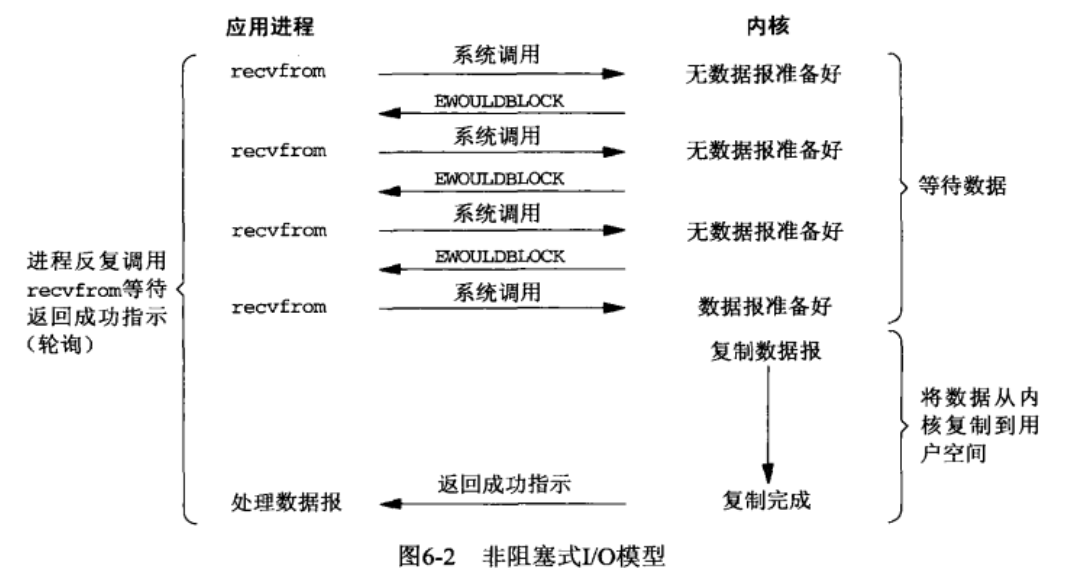 应用进程
内核
recvfrom
系统调用
无数据报准备好
EWOULDBLOCK
recvfrom
系统调用
无数据报准备好
EWOULDBLOCK
等待数据
recvfrom
系统调用
无数据报准备好
EWOULDBLOCK
进程反复调用
recvfrom等待
返回成功指示
(轮询)
recvfrom
系统调用
数据报准备好
复制数据报
将数据从内
核复制到用
户空间
处理数据报
返回成功指示
复制完成
图6-2 非阻塞式I/O模型